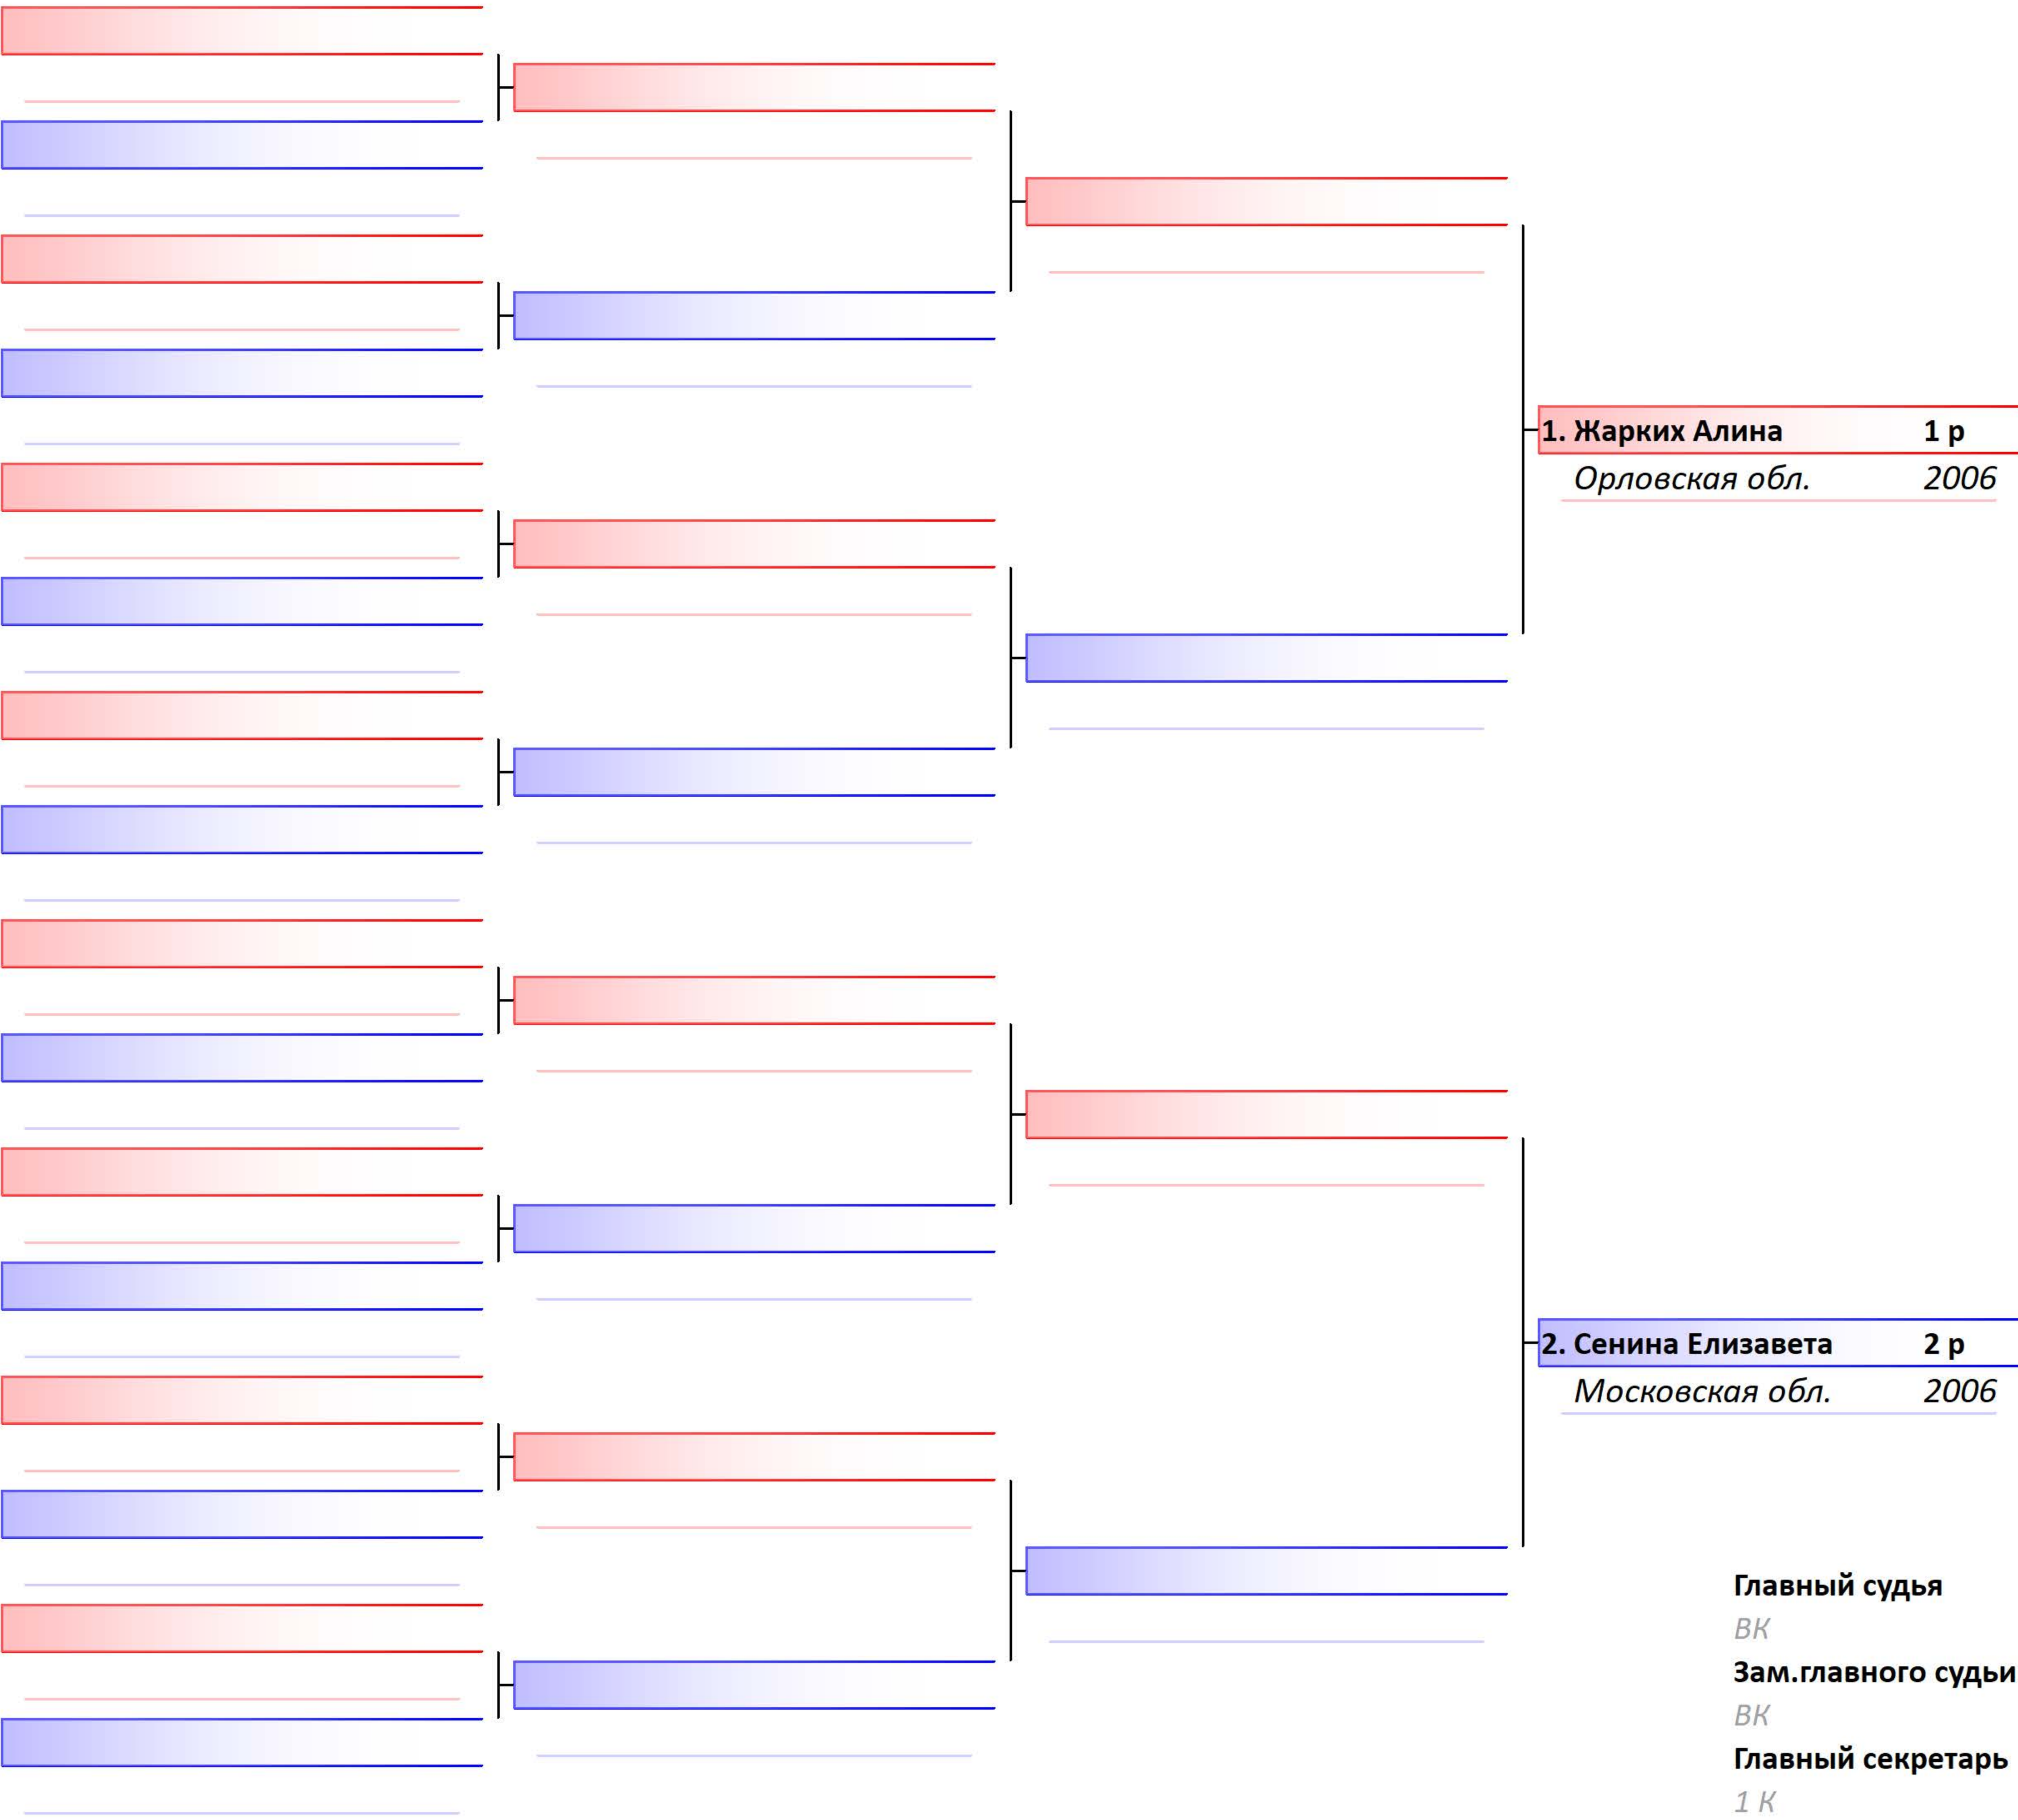 1. Жарких Алина 1 р
Орловская обл. 2006
2. Сенина Елизавета 2 р
Московская обл. 2006
Главный судья
ВК
Зам.главного судьи
ВК
Главный секретарь
1 К